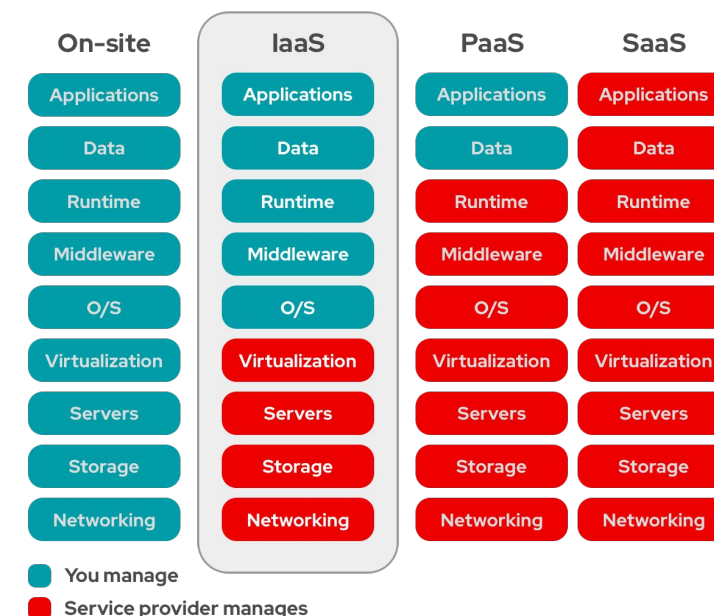 On-site IaaS PaaS SaaS
Applications Applications Applications Applications
Data Data Data Data
Runtime Runtime Runtime Runtime
Middleware Middleware Middleware Middleware
O/S O/S O/S O/S
Virtualization Virtualization Virtualization Virtualization
Servers Servers Servers Servers
Storage Storage Storage Storage
Networking Networking Networking Networking
You manage
Service provider manages